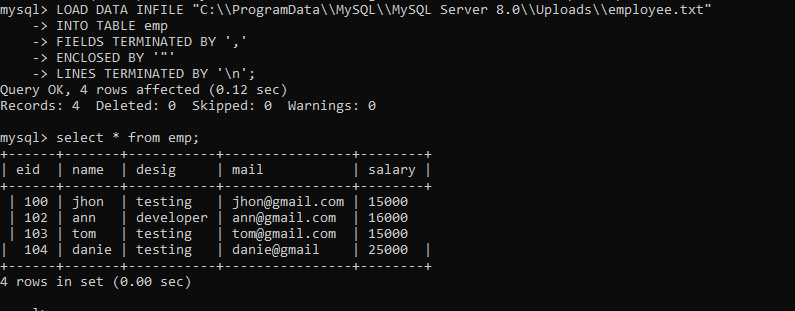 mysql> LOAD DATA INFILE "C:\\ProgramData\\MySQL\\MySQL Server 8.0\\Uploads\\employee.txt"
    -> INTO TABLE emp
    -> FIELDS TERMINATED BY ','
    -> ENCLOSED BY '"'
    -> LINES TERMINATED BY '\n';
Query OK, 4 rows affected (0.12 sec)
Records: 4  Deleted: 0  Skipped: 0  Warnings: 0

mysql> select * from emp;
+------+-------+-----------+----------------+--------+
| eid  | name  | desig     | mail           | salary |
+------+-------+-----------+----------------+--------+
 | 100 | jhon  | testing   | jhon@gmail.com | 15000
 | 102 | ann   | developer | ann@gmail.com  | 16000
 | 103 | tom   | testing   | tom@gmail.com  | 15000
|  104 | danie | testing   | danie@gmail    | 25000  |
+------+-------+-----------+----------------+--------+
4 rows in set (0.00 sec)